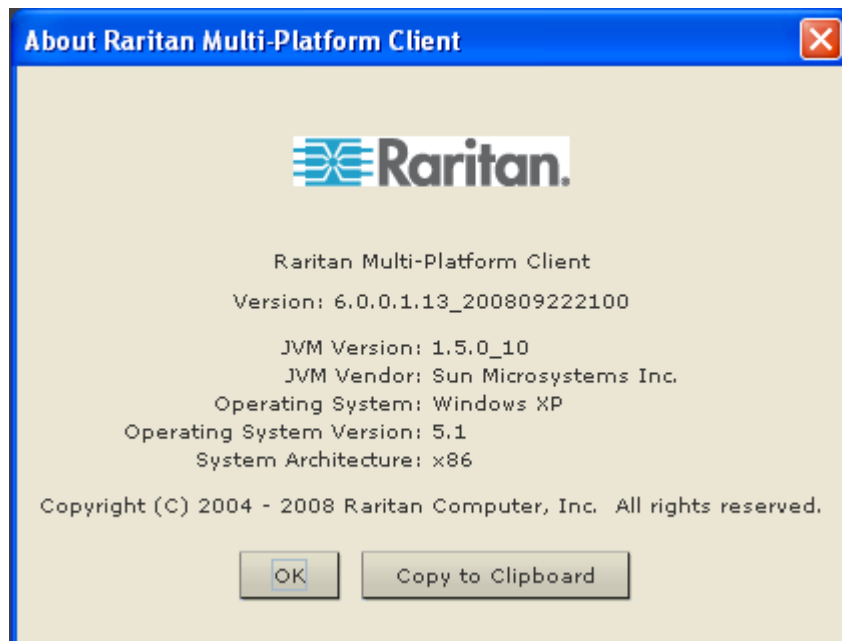 About Raritan Multi-Platform Client
Raritan.
Raritan Multi-Platform Client
Version: 6.0.0.1.13_200809222100
JVM Version: 1.5.0_10
JVM Vendor: Sun Microsystems Inc.
Operating System: Windows XP
Operating System Version: 5.1
System Architecture: x86
Copyright (C) 2004 - 2008 Raritan Computer, Inc.  All rights reserved.
OK
Copy to Clipboard